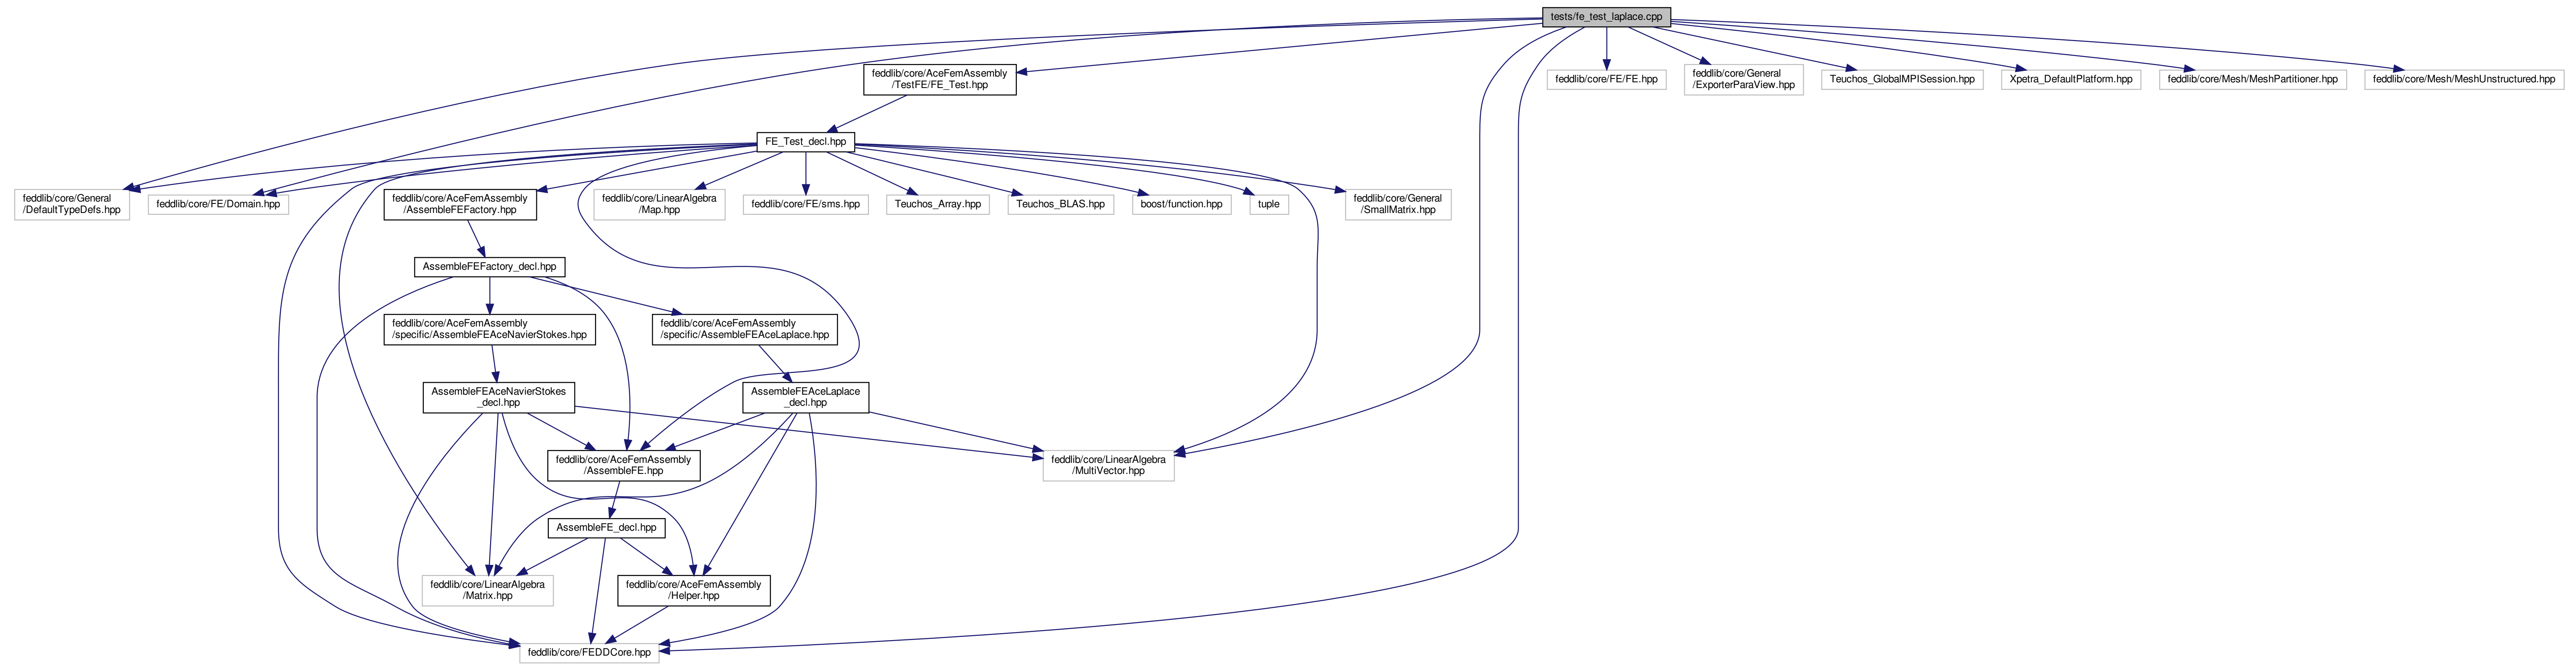 tests/fe_test_laplace.cpp
feddlib/core/AceFemAssembly
/TestFE/FE_Test.hpp
feddlib/core/FE/FE.hpp
feddlib/core/General
/ExporterParaView.hpp
Teuchos_GlobalMPISession.hpp
Xpetra_DefaultPlatform.hpp
feddlib/core/Mesh/MeshPartitioner.hpp
feddlib/core/Mesh/MeshUnstructured.hpp
FE_Test_decl.hpp
feddlib/core/General
/DefaultTypeDefs.hpp
feddlib/core/FE/Domain.hpp
feddlib/core/AceFemAssembly
/AssembleFEFactory.hpp
feddlib/core/LinearAlgebra
/Map.hpp
feddlib/core/FE/sms.hpp
Teuchos_Array.hpp
Teuchos_BLAS.hpp
boost/function.hpp
tuple
feddlib/core/General
/SmallMatrix.hpp
AssembleFEFactory_decl.hpp
feddlib/core/AceFemAssembly
/specific/AssembleFEAceNavierStokes.hpp
feddlib/core/AceFemAssembly
/specific/AssembleFEAceLaplace.hpp
AssembleFEAceNavierStokes
_decl.hpp
AssembleFEAceLaplace
_decl.hpp
feddlib/core/AceFemAssembly
/AssembleFE.hpp
feddlib/core/LinearAlgebra
/MultiVector.hpp
AssembleFE_decl.hpp
feddlib/core/LinearAlgebra
/Matrix.hpp
feddlib/core/AceFemAssembly
/Helper.hpp
feddlib/core/FEDDCore.hpp